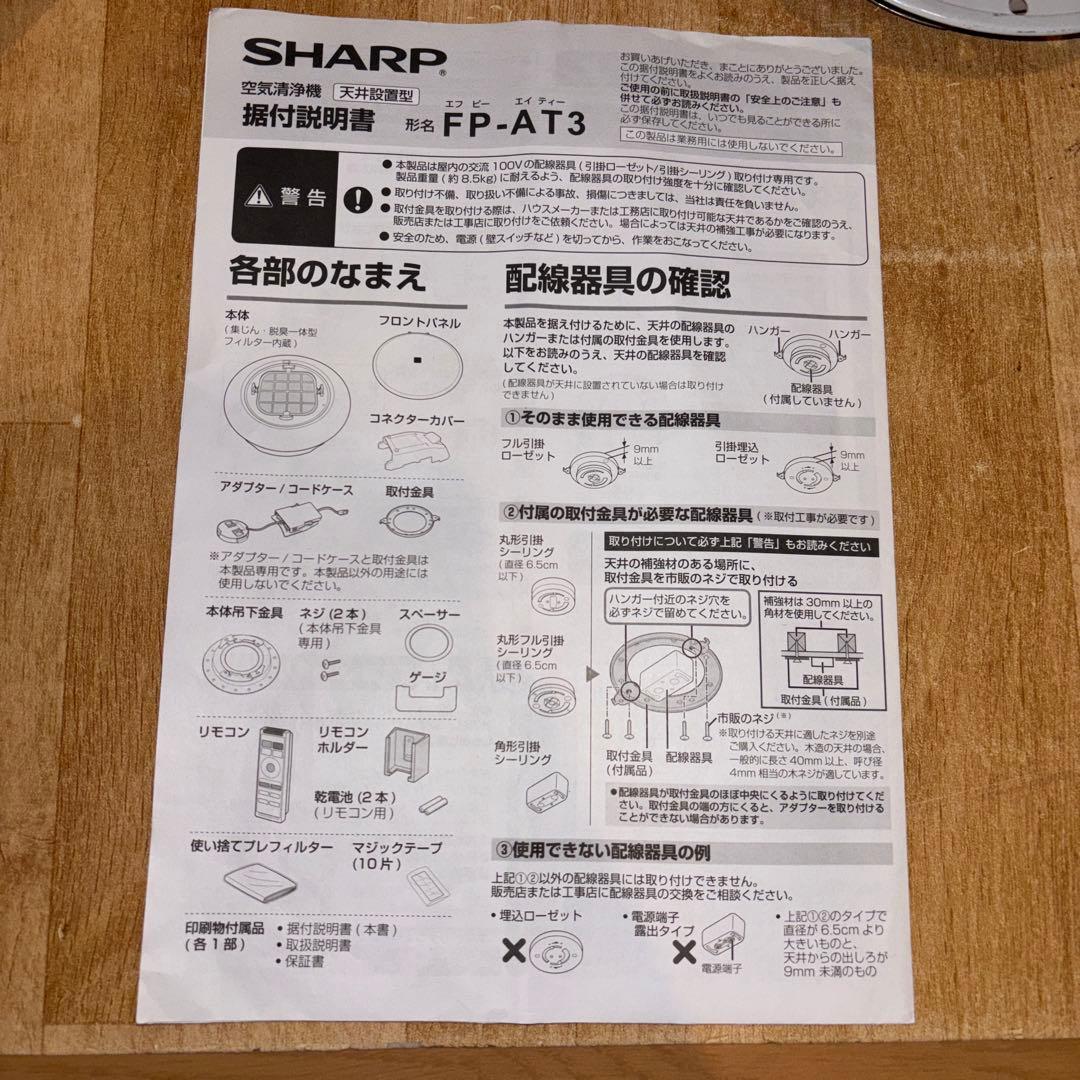 SHARP®
空気清浄機 天井設置型
据付説明書
エフ ピー エイ ティー
形名 FP-AT3
お買いあげいただき、まことにありがとうございました。
この据付説明書をよくお読みのうえ、製品を正しく据え
付けてください。
ご使用の前に取扱説明書の「安全上のご注意」も
併せて必ずお読みください。
この据付説明書は、いつでも見ることができる所に
必ず保存してください。
この製品は業務用には使用しないでください。
警告
● 本製品は屋内の交流 100Vの配線器具(引掛ローゼット/引掛シーリング)取り付け専用です。
製品重量(約8.5kg)に耐えるよう、配線器具の取り付け強度を十分に確認してください。
● 取り付け不備、取り扱い不備による事故、損傷につきましては、当社は責任を負いません。
● 取付金具を取り付ける際は、ハウスメーカーまたは工務店に取り付け可能な天井であるかをご確認のうえ、
販売店または工事店に取り付けをご依頼ください。場合によっては天井の補強工事が必要になります。
● 安全のため、電源(壁スイッチなど)を切ってから、作業をおこなってください。
各部のなまえ
本体
(集じん・脱臭一体型
フィルター内蔵)
フロントパネル
コネクターカバー
アダプター/コードケース
取付金具
※アダプター/コードケースと取付金具は
本製品専用です。本製品以外の用途には
使用しないでください。
本体吊下金具
ネジ(2本)
(本体吊下金具
専用)
スペーサー
ゲージ
リモコン
リモコン
ホルダー
乾電池(2本)
(リモコン用)
使い捨てプレフィルター
マジックテープ
(10片)
印刷物付属品
(各1部)
・据付説明書(本書)
・取扱説明書
・保証書
配線器具の確認
本製品を据え付けるために、天井の配線器具の
ハンガーまたは付属の取付金具を使用します。
以下をお読みのうえ、天井の配線器具を確認
してください。
(配線器具が天井に設置されていない場合は取り付け
できません)
ハンガー
ハンガー
配線器具
(付属していません)
①そのまま使用できる配線器具
フル引掛
ローゼット
9mm
以上
引掛埋込
ローゼット
9mm
以上
②付属の取付金具が必要な配線器具(※取付工事が必要です)
丸形引掛
シーリング
(直径6.5cm
以下)
丸形フル引掛
シーリング
(直径6.5cm
以下)
角形引掛
シーリング
取り付けについて必ず上記「警告」もお読みください
天井の補強材のある場所に、
取付金具を市販のネジで取り付ける
ハンガー付近のネジ穴を
必ずネジで留めてください。
補強材は30mm以上の
角材を使用してください。
配線器具
取付金具(付属品)
市販のネジ(※)
※取り付ける天井に適したネジを別途
ご購入ください。木造の天井の場合、
一般的に長さ40mm以上、呼び径
4mm相当の木ネジが適しています。
取付金具
(付属品)
配線器具
●配線器具が取付金具のほぼ中央にくるように取り付けてくだ
さい。取付金具の端の方にくると、アダプターを取り付ける
ことができない場合があります。
③使用できない配線器具の例
上記①②以外の配線器具には取り付けできません。
販売店または工事店に配線器具の交換をご相談ください。
・埋込ローゼット
・電源端子
露出タイプ
電源端子
・上記①②のタイプで
直径が6.5cmより
大きいものと、
天井からの出しろが
9mm未満のもの